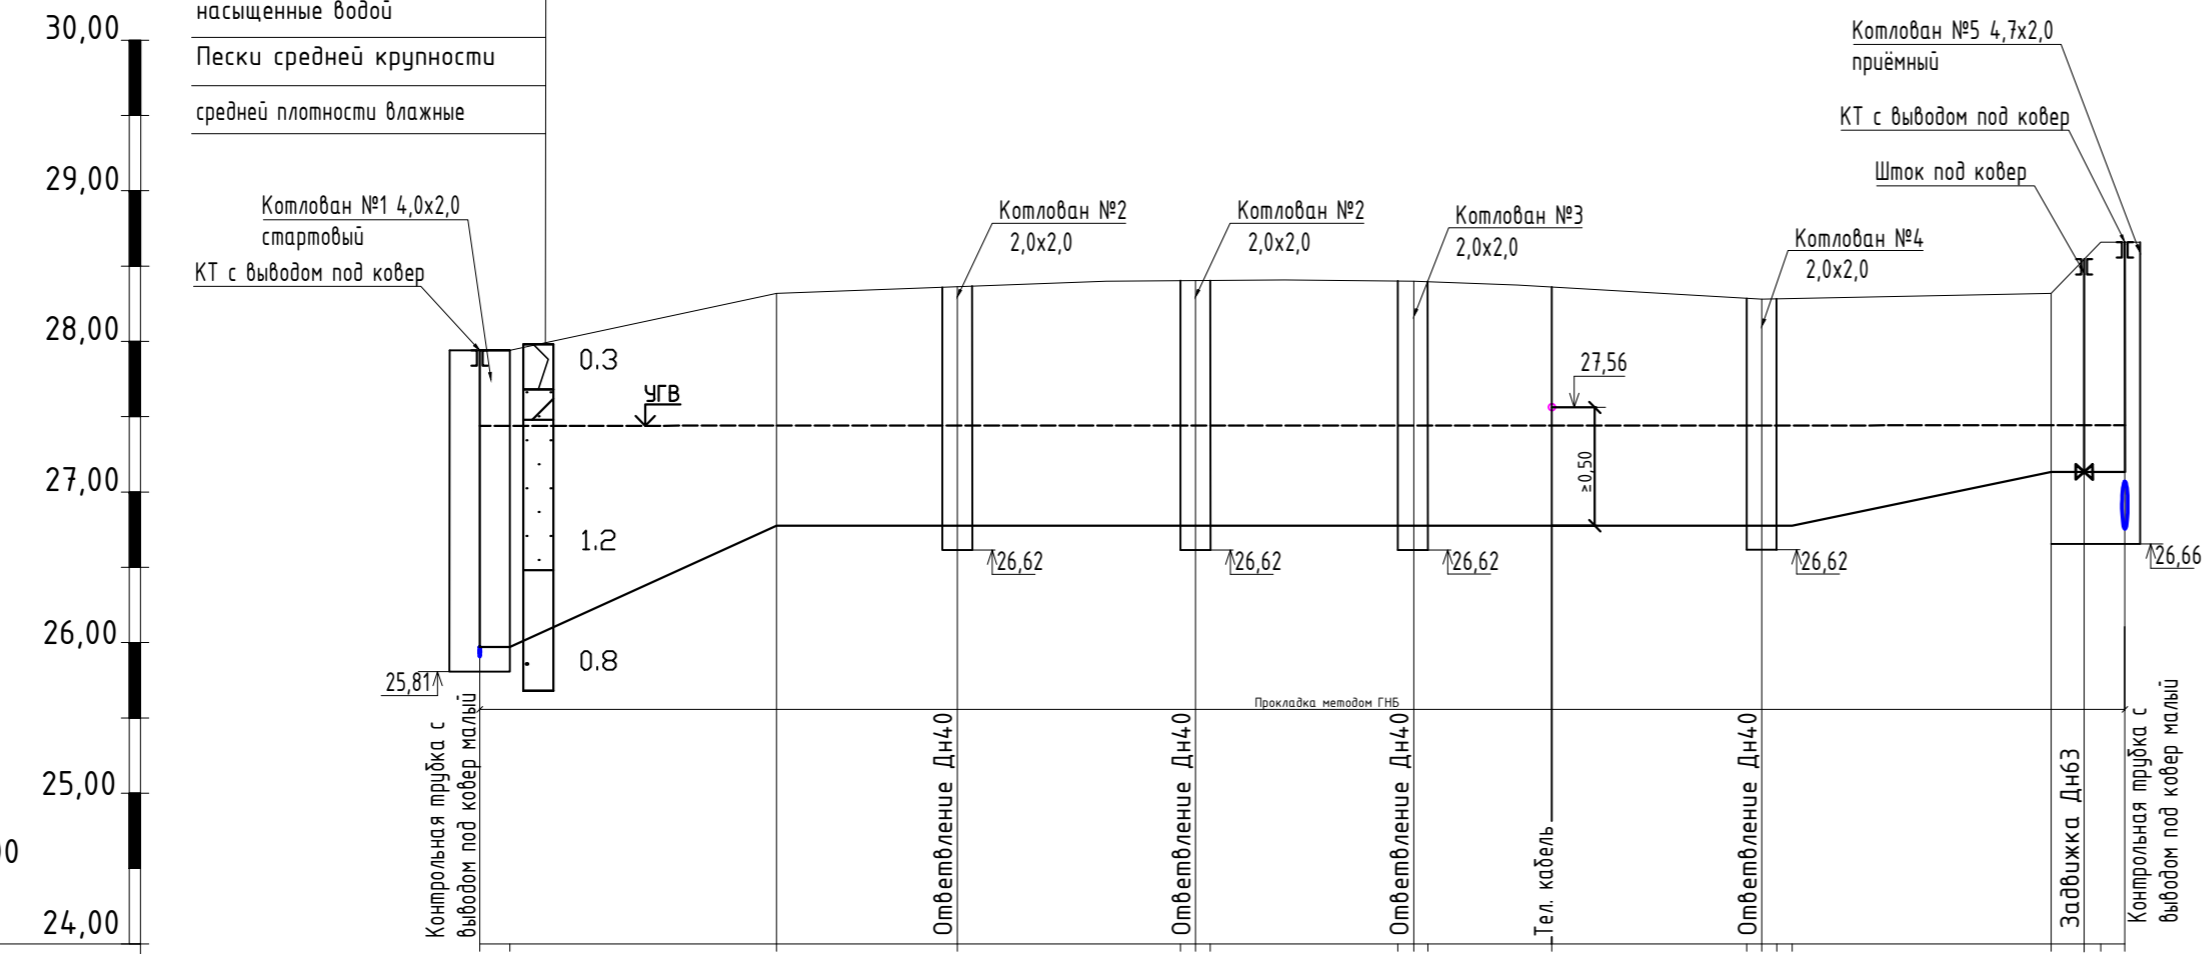 насыщенные водой
Пески средней крупности
средней плотности влажные
30,00
29,00
28,00
27,00
26,00
25,00
24,00
Котлован №1 4,0х2,0
стартовый
КТ с выводом под ковер
Котлован №2
2,0х2,0
Котлован №2
2,0х2,0
Котлован №3
2,0х2,0
Котлован №4
2,0х2,0
Котлован №5 4,7х2,0
приёмный
КТ с выводом под ковер
Шток под ковер
0.3
УГВ
1.2
0.8
27,56
≥0,50
26,62
26,62
26,62
26,62
26,66
25,81
Прокладка методом ГНБ
Контрольная трубка с
выводом под ковер малый
Ответвление Дн40
Ответвление Дн40
Ответвление Дн40
Тел. кабель
Ответвление Дн40
Задвижка Дн63
Контрольная трубка с
выводом под ковер малый